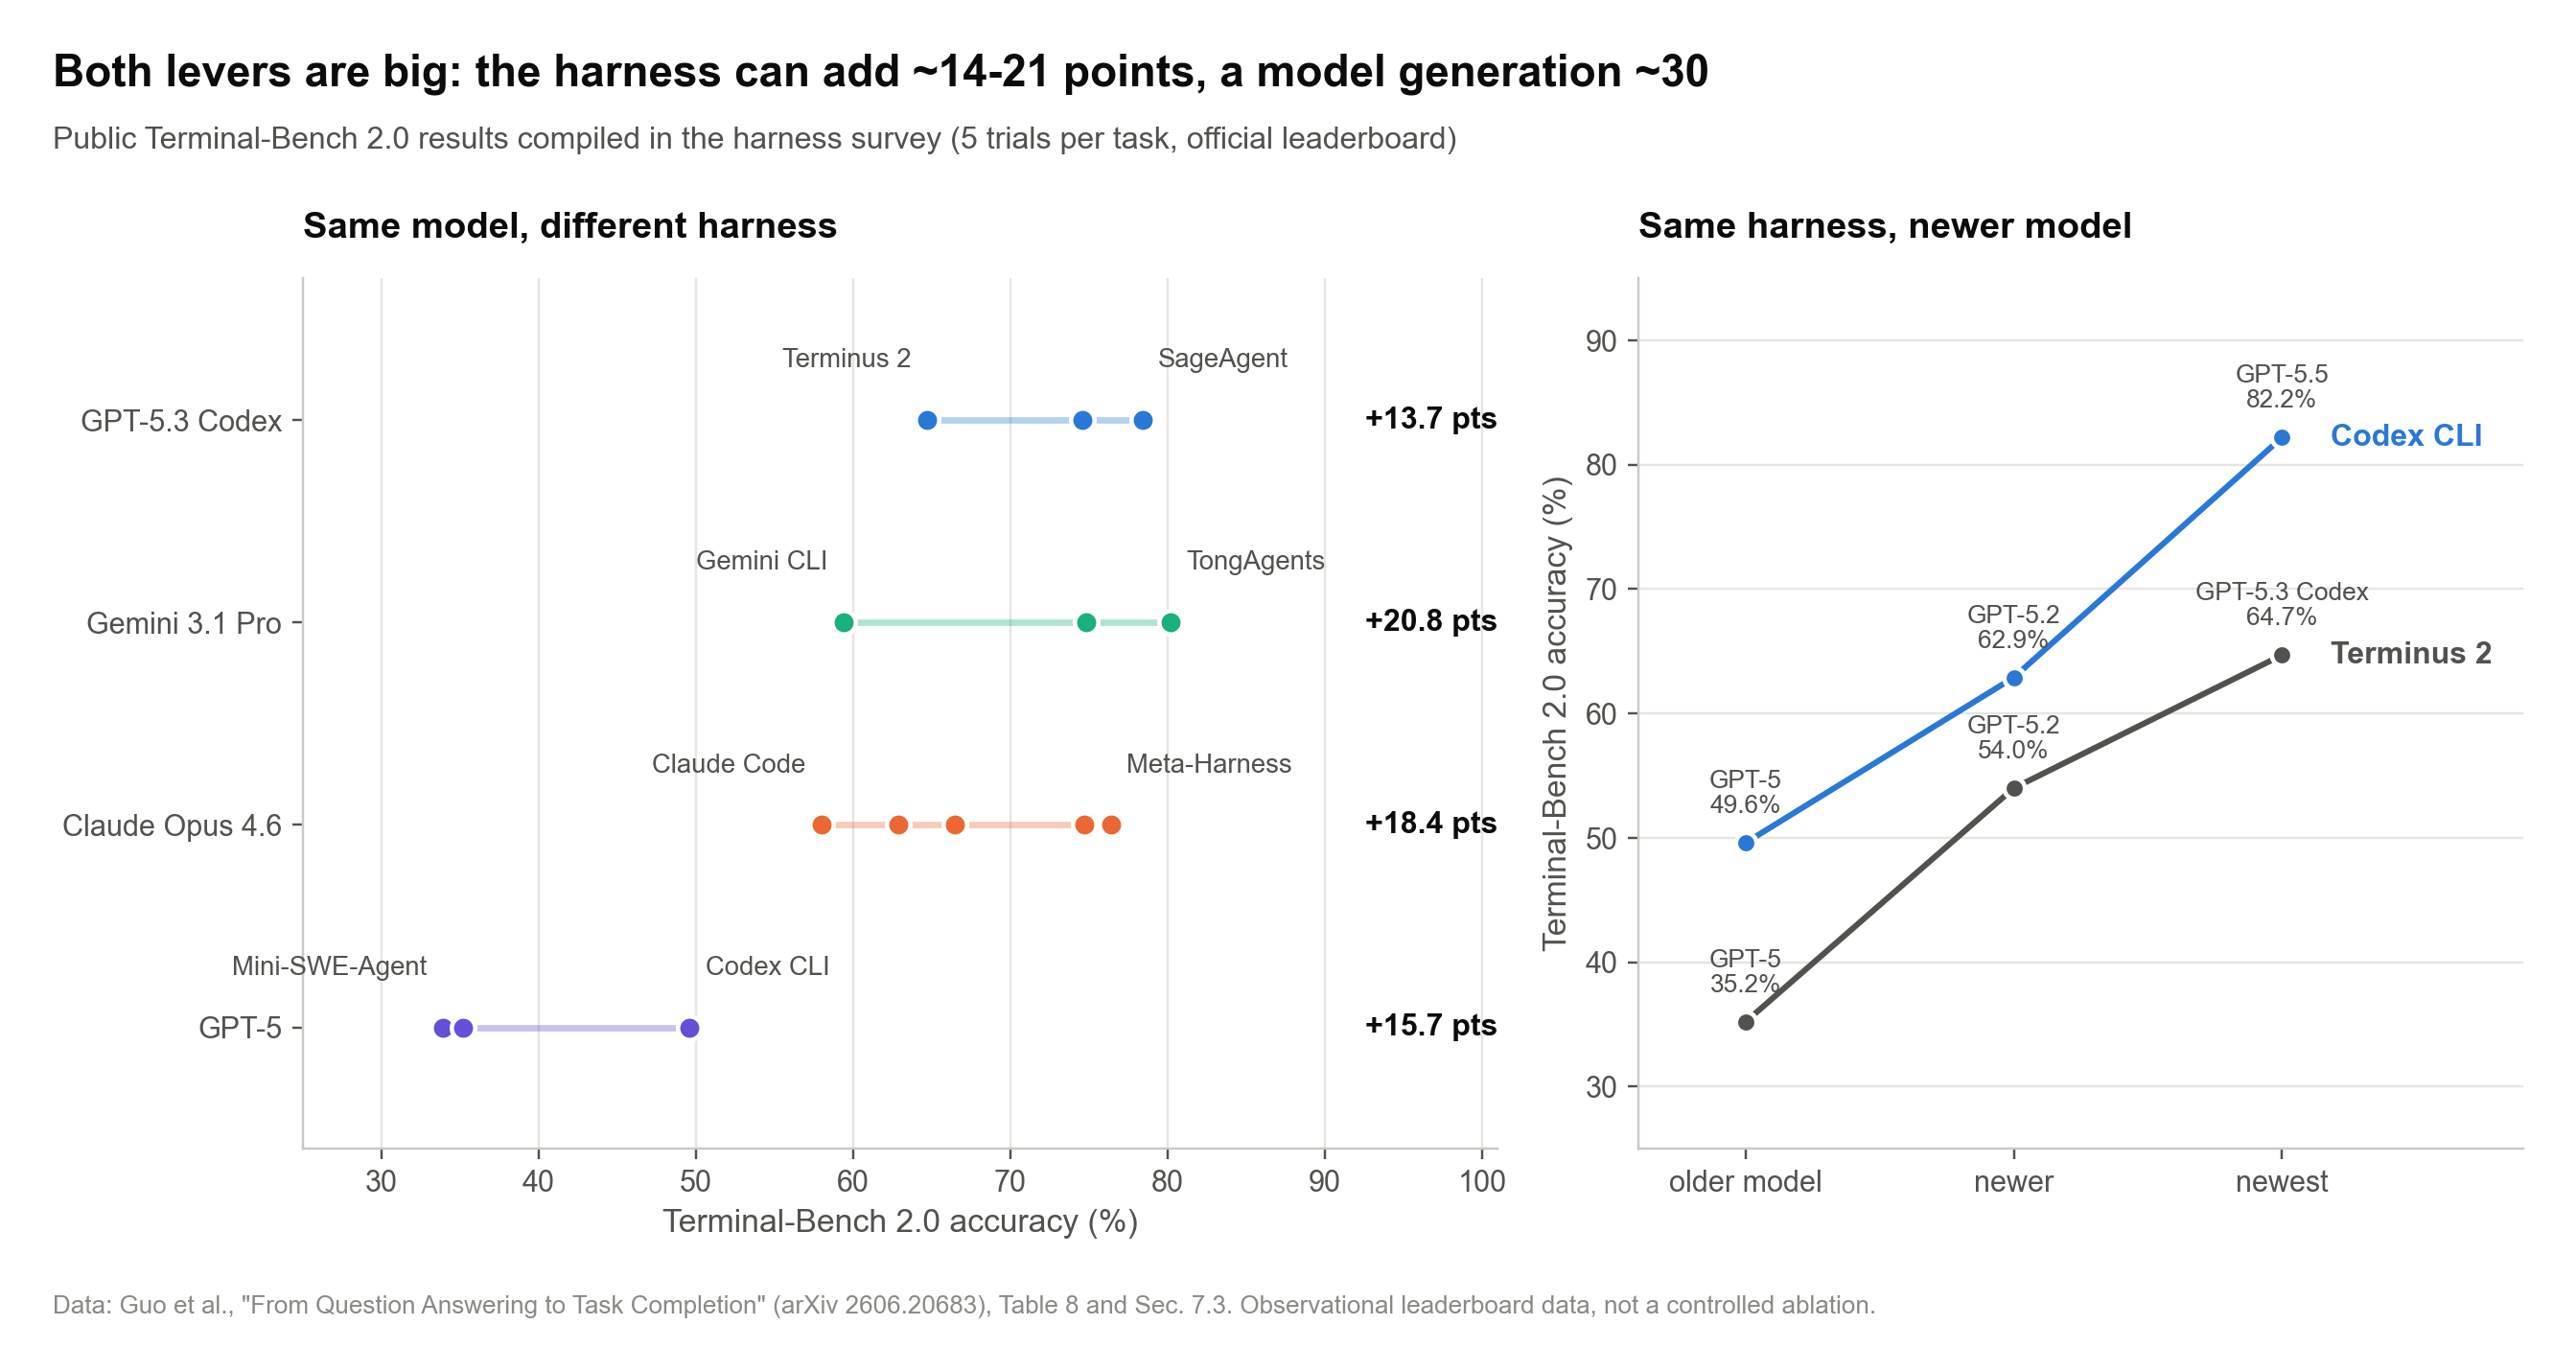 Both levers are big: the harness can add ~14-21 points, a model generation ~30
Public Terminal-Bench 2.0 results compiled in the harness survey (5 trials per task, official leaderboard)
Same model, different harness
Terminus 2
SageAgent
GPT-5.3 Codex
+13.7 pts
Gemini CLI
TongAgents
Gemini 3.1 Pro
+20.8 pts
Claude Code
Meta-Harness
Claude Opus 4.6
+18.4 pts
Mini-SWE-Agent
Codex CLI
GPT-5
+15.7 pts
30 40 50 60 70 80 90 100
Terminal-Bench 2.0 accuracy (%)
Same harness, newer model
Terminal-Bench 2.0 accuracy (%)
90
80
70
60
50
40
30
GPT-5.5
82.2%
Codex CLI
GPT-5.3 Codex
64.7%
Terminus 2
GPT-5.2
62.9%
GPT-5.2
54.0%
GPT-5
49.6%
GPT-5
35.2%
older model newer newest
Data: Guo et al., "From Question Answering to Task Completion" (arXiv 2606.20683), Table 8 and Sec. 7.3. Observational leaderboard data, not a controlled ablation.